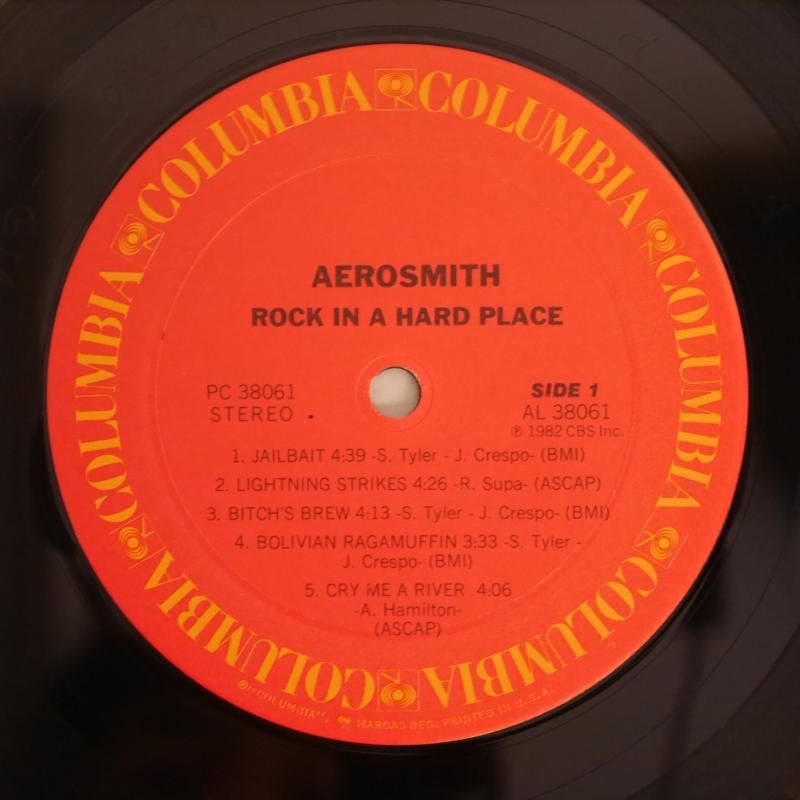 COLUMBIA COLUMBIA COLUMBIA COLUMBIA COLUMBIA COLUMBIA COLUMBIA COLUMBIA
AEROSMITH
ROCK IN A HARD PLACE
PC 38061
STEREO
SIDE 1
AL 38061
℗ 1982 CBS Inc.
1. JAILBAIT 4:39 -S. Tyler - J. Crespo- (BMI)
2. LIGHTNING STRIKES 4:26 -R. Supa- (ASCAP)
3. BITCH'S BREW 4:13 -S. Tyler - J. Crespo- (BMI)
4. BOLIVIAN RAGAMUFFIN 3:33 -S. Tyler -
J. Crespo- (BMI)
5. CRY ME A RIVER 4:06
-A. Hamilton-
(ASCAP)
® "COLUMBIA", MARCAS REG. PRINTED IN U.S.A.